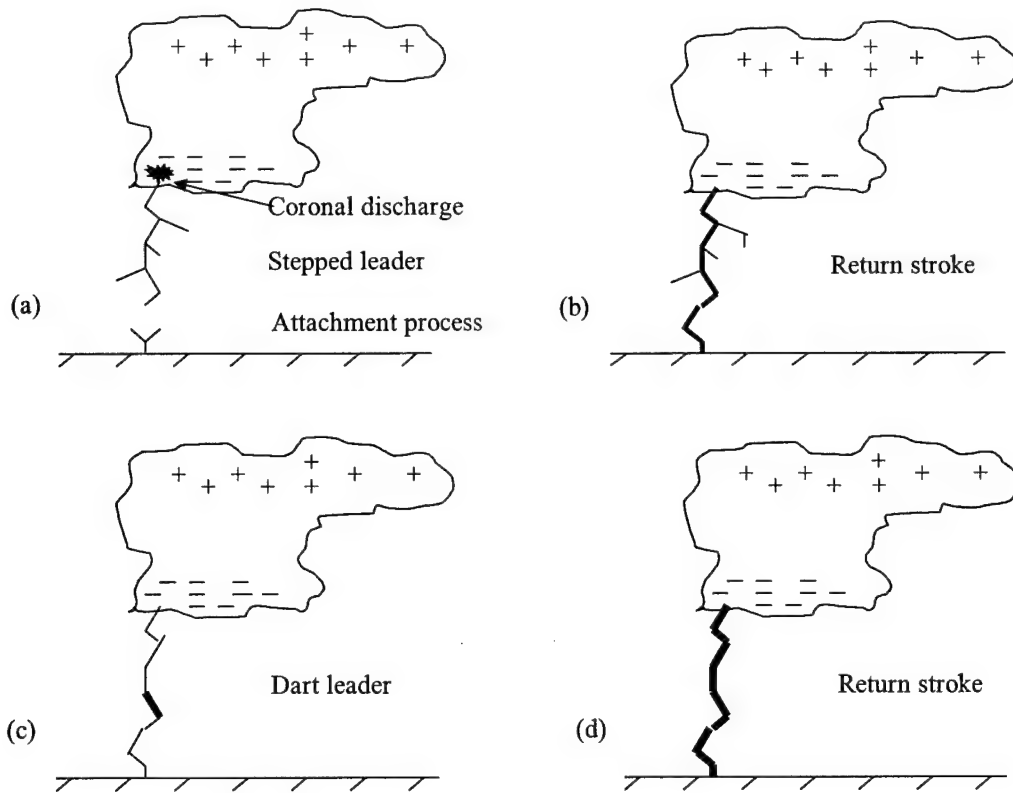 Coronal discharge
Stepped leader
(a)
Attachment process
Return stroke
(b)
Dart leader
(c)
Return stroke
(d)